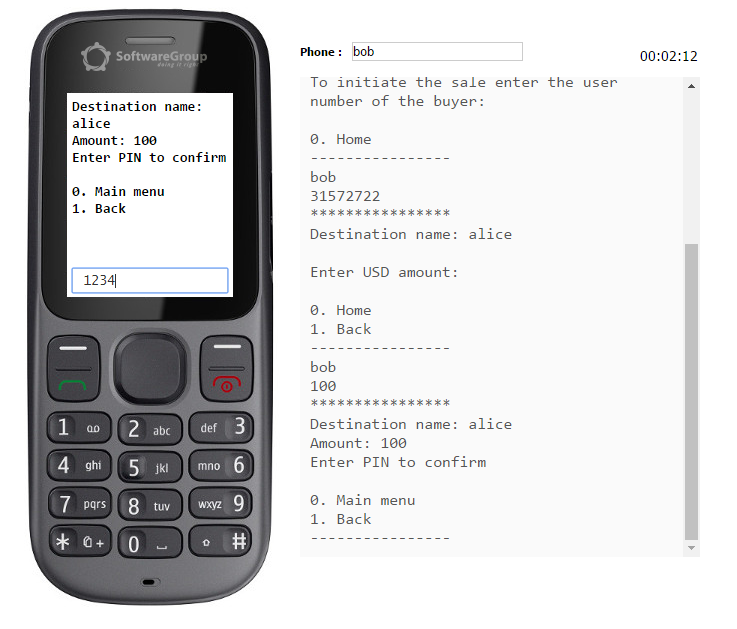 SoftwareGroup
doing it right
Destination name:
alice
Amount: 100
Enter PIN to confirm
0. Main menu
1. Back
1234
1
2 abc
def 3
4 ghi
5 jkl
mno 6
7 pqrs
8 tuv
wxyz 9
* +
0
#
Phone : bob
00:02:12
To initiate the sale enter the user
number of the buyer:
0. Home
----------------
bob
31572722
****************
Destination name: alice
Enter USD amount:
0. Home
1. Back
----------------
bob
100
****************
Destination name: alice
Amount: 100
Enter PIN to confirm
0. Main menu
1. Back
----------------